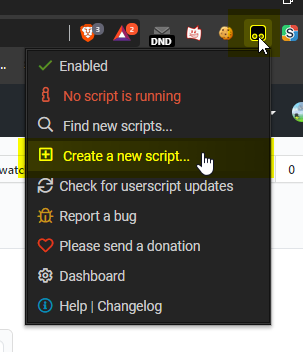 3
2
DND
S
Enabled
No script is running
Find new scripts...
Create a new script...
watc
0
Check for userscript updates
Report a bug
Please send a donation
Dashboard
Help | Changelog